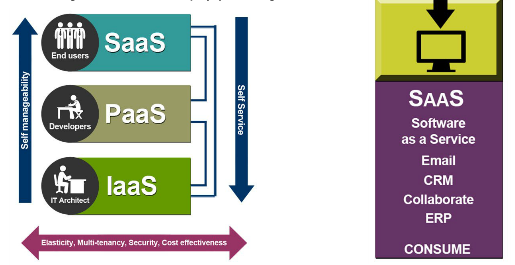 Self manageability
End users
SaaS
Developers
PaaS
IT Architect
IaaS
Self Service
Elasticity, Multi-tenancy, Security, Cost effectiveness
SAAS
Software
as a Service
Email
CRM
Collaborate
ERP
CONSUME